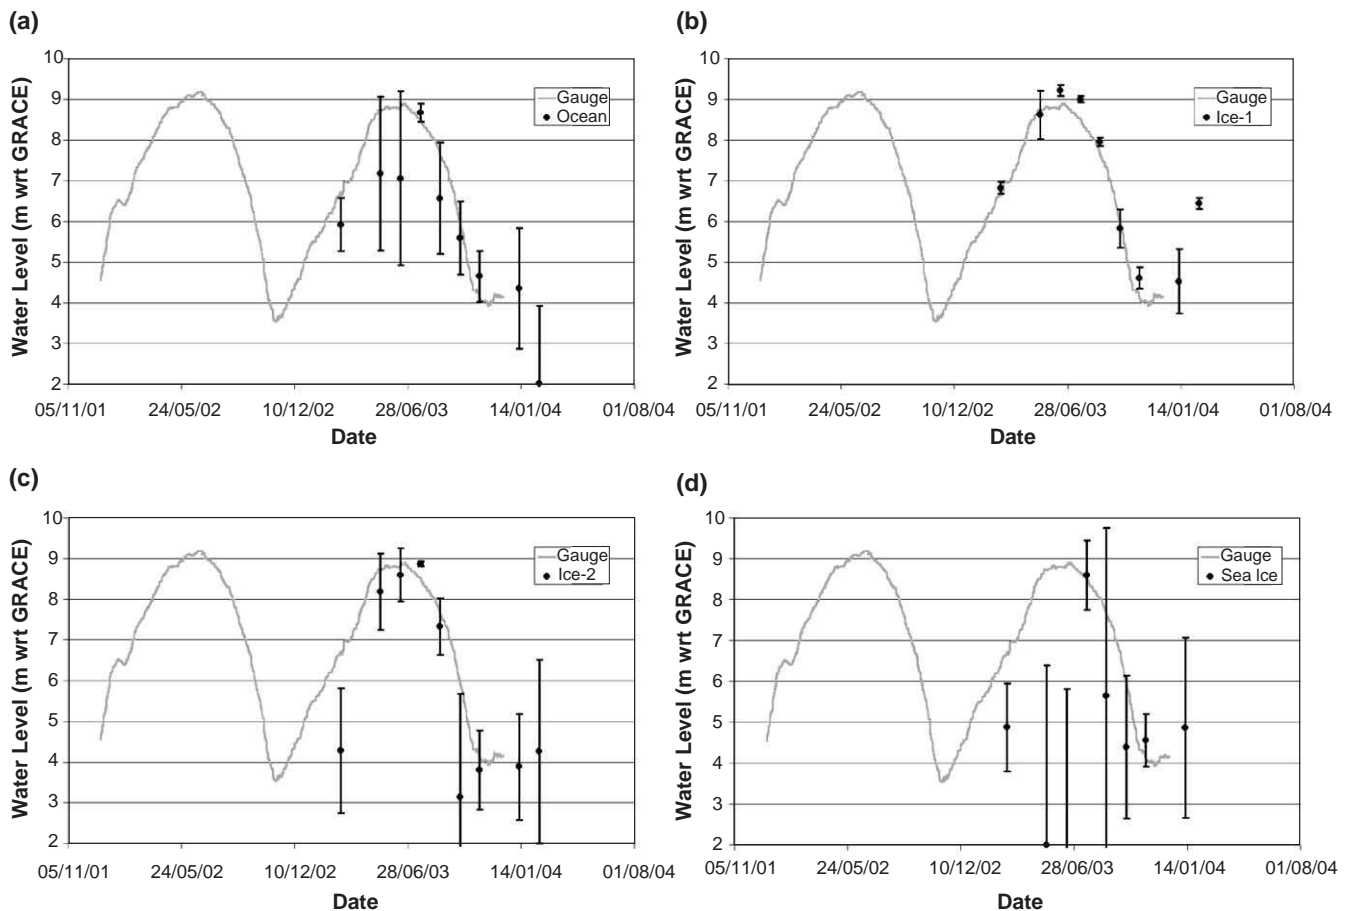 (a)
10
9
8
7
6
5
4
3
2
Water Level (m wrt GRACE)
Gauge
Ocean
05/11/01 24/05/02 10/12/02 28/06/03 14/01/04 01/08/04
Date
(b)
10
9
8
7
6
5
4
3
2
Water Level (m wrt GRACE)
Gauge
Ice-1
05/11/01 24/05/02 10/12/02 28/06/03 14/01/04 01/08/04
Date
(c)
10
9
8
7
6
5
4
3
2
Water Level (m wrt GRACE)
Gauge
Ice-2
05/11/01 24/05/02 10/12/02 28/06/03 14/01/04 01/08/04
Date
(d)
10
9
8
7
6
5
4
3
2
Water Level (m wrt GRACE)
Gauge
Sea Ice
05/11/01 24/05/02 10/12/02 28/06/03 14/01/04 01/08/04
Date